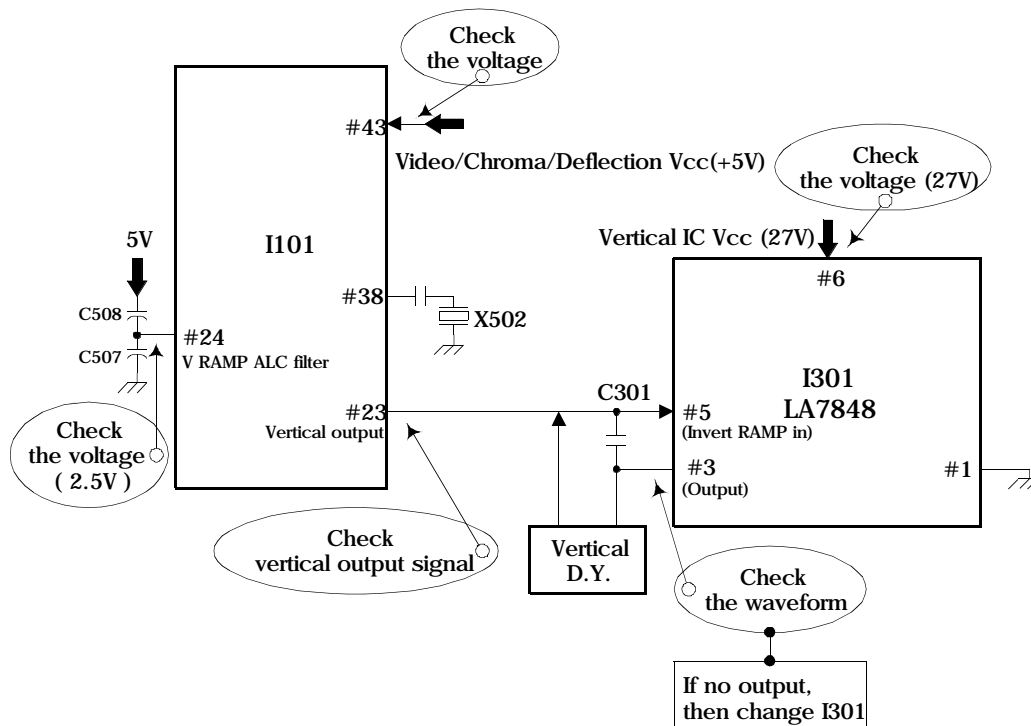 Check
the voltage
#43
Video/Chroma/Deflection Vcc(+5V)
Check
the voltage (27V)
5V
I101
Vertical IC Vcc (27V)
#6
#38
X502
C508
#24
C507
V RAMP ALC filter
I301
LA7848
C301
#23
Vertical output
#5
(Invert RAMP in)
Check
the voltage
( 2.5V )
#3
(Output)
#1
Check
vertical output signal
Vertical
D.Y.
Check
the waveform
If no output,
then change I301